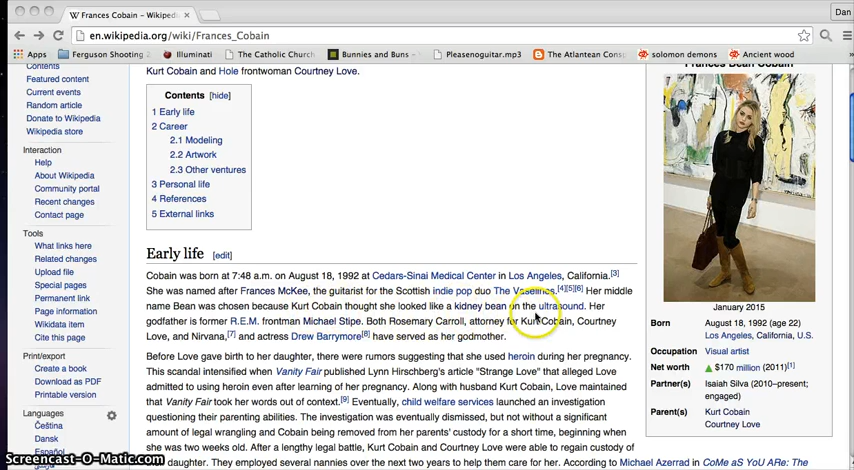 Frances Cobain – Wikipedi
Dan
en.wikipedia.org/wiki/Frances_Cobain
Apps Ferguson Shooting Illuminati The Catholic Church Bunnies and Buns - Pleasenoguitar.mp3 The Atlantean Cons solomon demons Ancient wood
Contents
Featured content
Current events
Random article
Donate to Wikipedia
Wikipedia store
Interaction
Help
About Wikipedia
Community portal
Recent changes
Contact page
Tools
What links here
Related changes
Upload file
Special pages
Permanent link
Page information
Wikidata item
Cite this page
Print/export
Create a book
Download as PDF
Printable version
Languages
Čeština
Dansk
Español
Kurt Cobain and Hole frontwoman Courtney Love.
Contents [hide]
1 Early life
2 Career
2.1 Modeling
2.2 Artwork
2.3 Other ventures
3 Personal life
4 References
5 External links
Early life [edit]
Cobain was born at 7:48 a.m. on August 18, 1992 at Cedars-Sinai Medical Center in Los Angeles, California.[3]
She was named after Frances McKee, the guitarist for the Scottish indie pop duo The Vaselines.[4][5][6] Her middle
name Bean was chosen because Kurt Cobain thought she looked like a kidney bean on the ultrasound. Her
godfather is former R.E.M. frontman Michael Stipe. Both Rosemary Carroll, attorney for Kurt Cobain, Courtney
Love, and Nirvana,[7] and actress Drew Barrymore[8] have served as her godmother.
Before Love gave birth to her daughter, there were rumors suggesting that she used heroin during her pregnancy.
This scandal intensified when Vanity Fair published Lynn Hirschberg's article "Strange Love" that alleged Love
admitted to using heroin even after learning of her pregnancy. Along with husband Kurt Cobain, Love maintained
that Vanity Fair took her words out of context.[9] Eventually, child welfare services launched an investigation
questioning their parenting abilities. The investigation was eventually dismissed, but not without a significant
amount of legal wrangling and Cobain being removed from her parents' custody for a short time, beginning when
she was two weeks old. After a lengthy legal battle, Kurt Cobain and Courtney Love were able to regain custody of
daughter. They employed several nannies over the next two years to help them care for her. According to Michael Azerrad in CoMe aS YOU ARe: The
Frances Bean Cobain
January 2015
Born August 18, 1992 (age 22)
Los Angeles, California, U.S.
Occupation Visual artist
Net worth $170 million (2011)[1]
Partner(s) Isaiah Silva (2010–present;
engaged)
Parent(s) Kurt Cobain
Courtney Love
Screencast-O-Matic.com